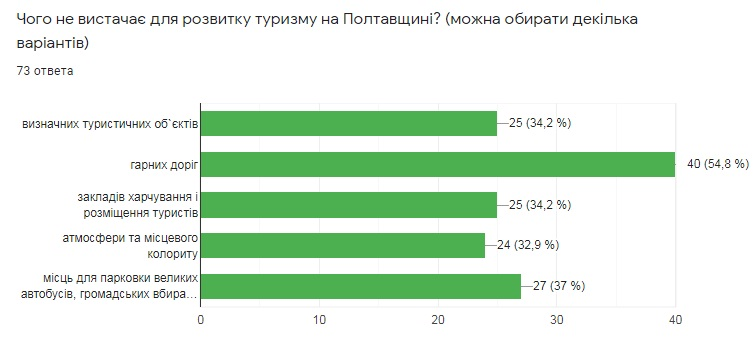 Чого не вистачає для розвитку туризму на Полтавщині? (можна обирати декілька
варіантів)
73 ответа
визначних туристичних об`єктів
25 (34,2 %)
гарних доріг
40 (54,8 %)
закладів харчування і
розміщення туристів
25 (34,2 %)
атмосфери та місцевого
колориту
24 (32,9 %)
місць для парковки великих
автобусів, громадських вбира…
27 (37 %)
0 10 20 30 40